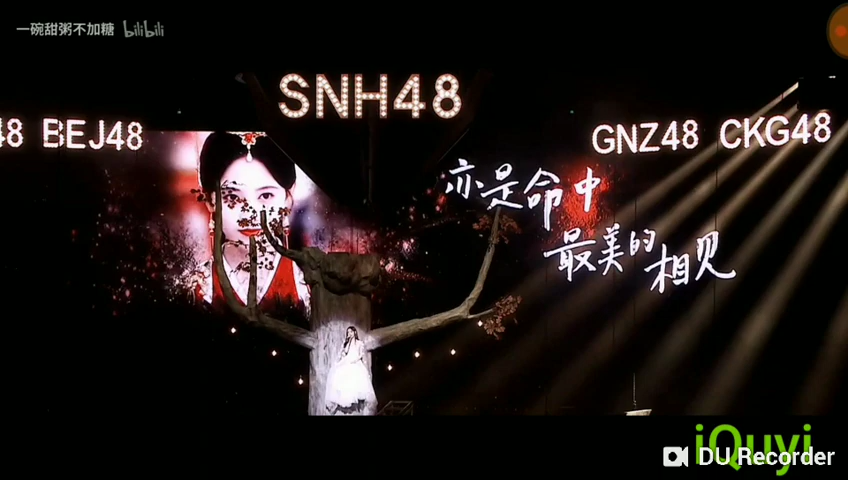 一碗甜粥不加糖 bilibili
SNH48
48 BEJ48
GNZ48 CKG48
亦是命中
最美的相见
iQuyi
DU Recorder